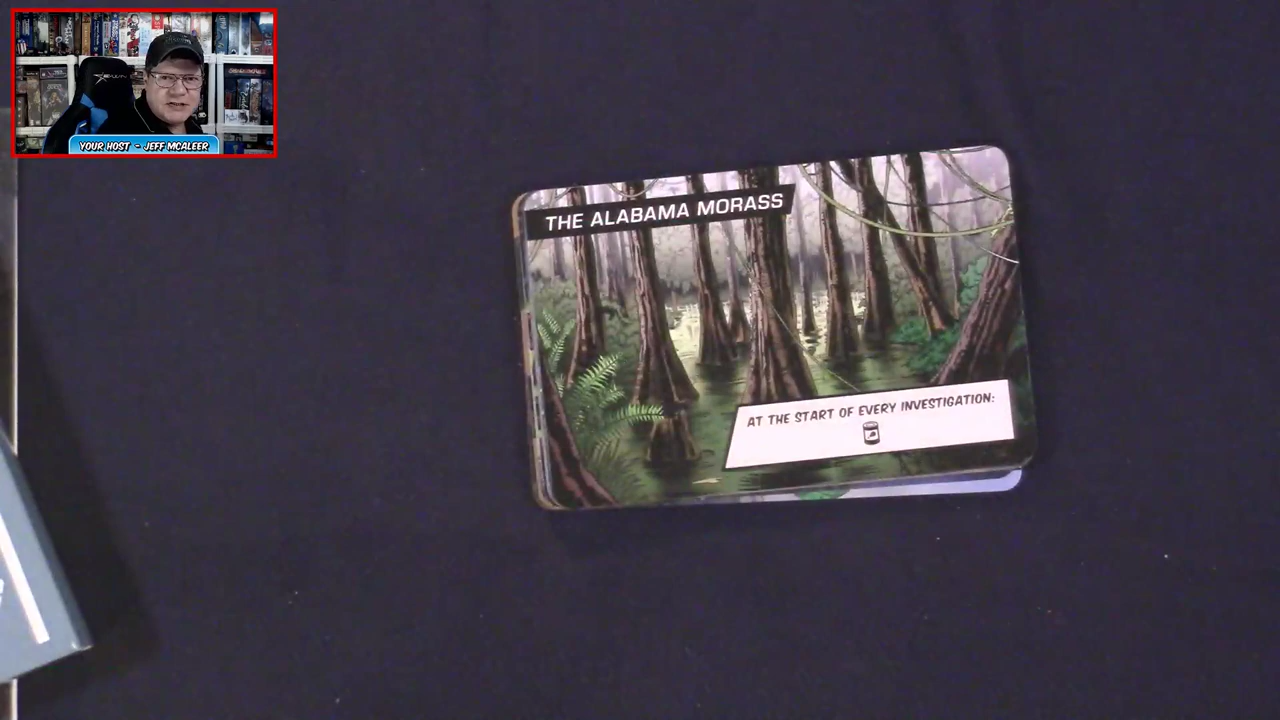 YOUR HOST - JEFF MCALEER
THE ALABAMA MORASS
AT THE START OF EVERY INVESTIGATION: